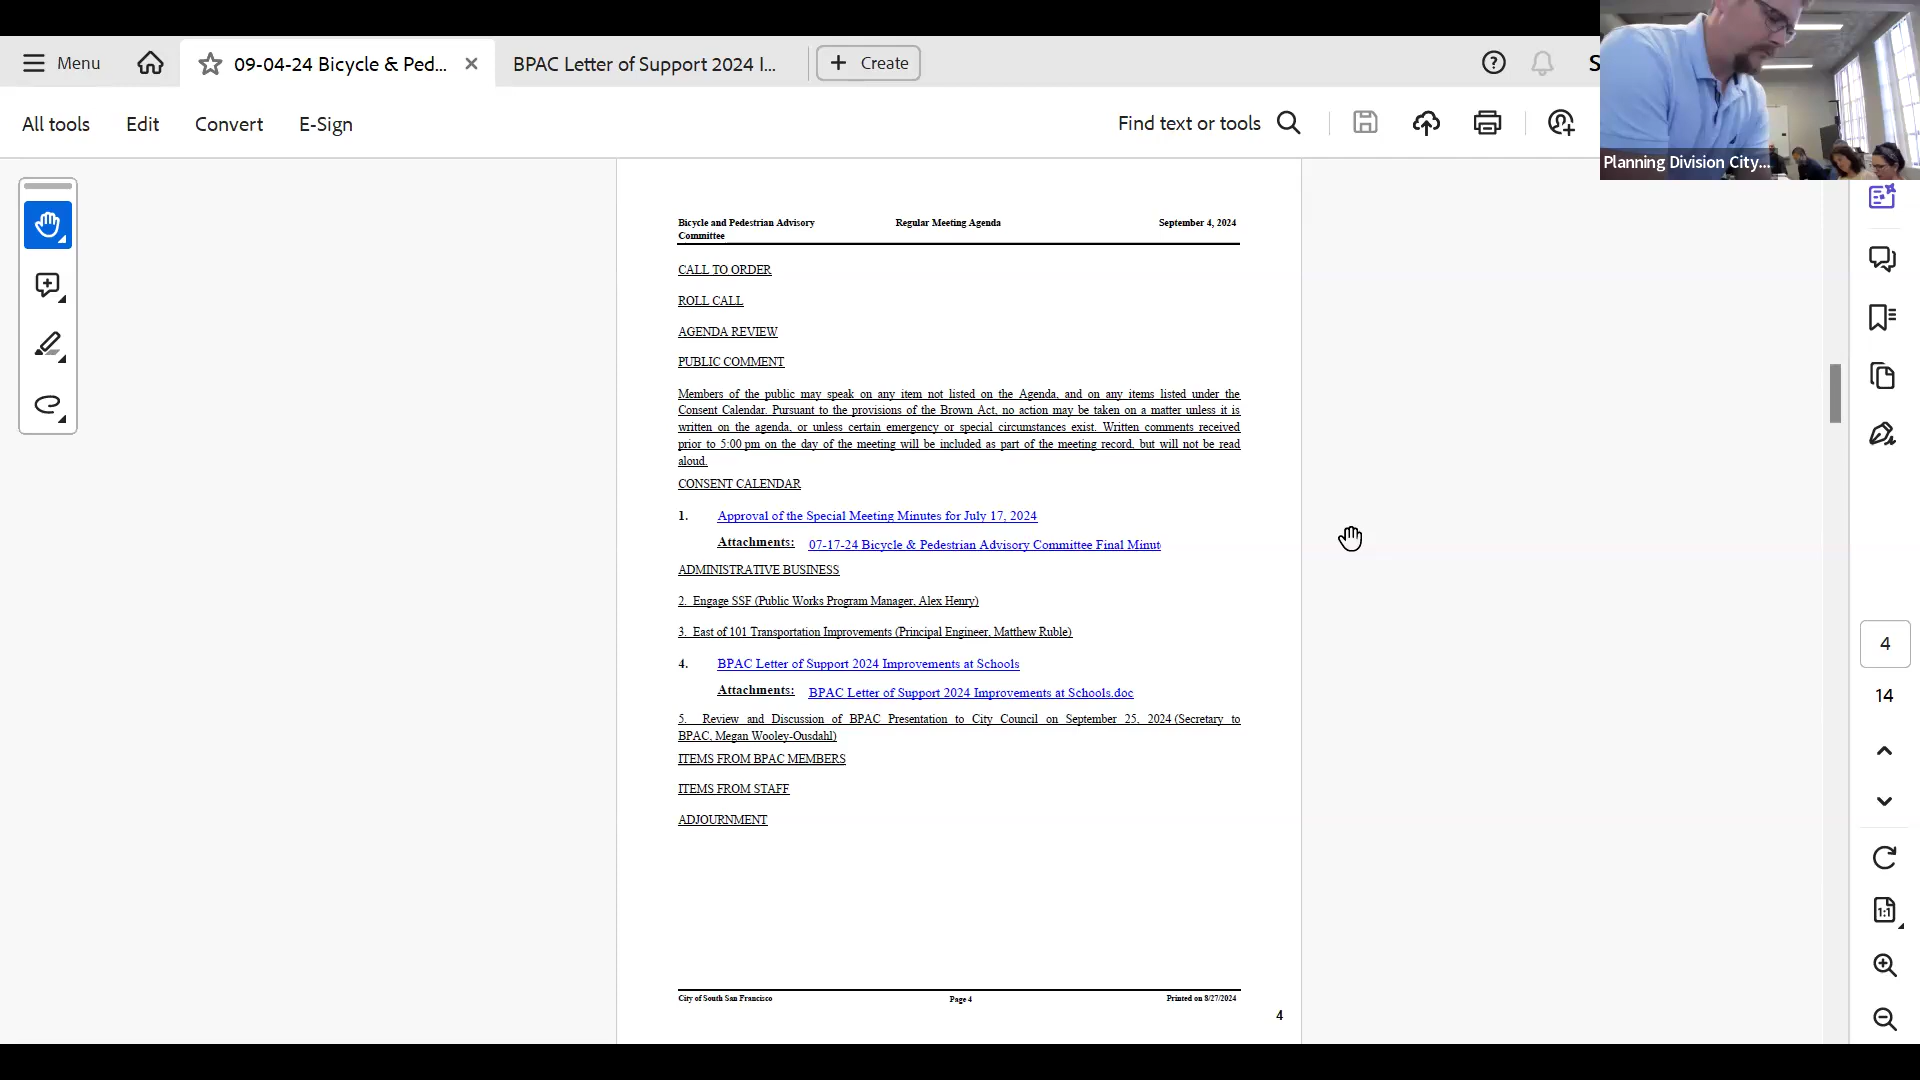 Menu
09-04-24 Bicycle & Ped...
BPAC Letter of Support 2024 I...
Create
All tools
Edit
Convert
E-Sign
Find text or tools
Planning Division City...
Bicycle and Pedestrian Advisory Committee
Regular Meeting Agenda
September 4, 2024
CALL TO ORDER
ROLL CALL
AGENDA REVIEW
PUBLIC COMMENT
Members of the public may speak on any item not listed on the Agenda, and on any items listed under the
Consent Calendar. Pursuant to the provisions of the Brown Act, no action may be taken on a matter unless it is
written on the agenda, or unless certain emergency or special circumstances exist. Written comments received
prior to 5:00 pm on the day of the meeting will be included as part of the meeting record, but will not be read
aloud.
CONSENT CALENDAR
1. Approval of the Special Meeting Minutes for July 17, 2024
Attachments: 07-17-24 Bicycle & Pedestrian Advisory Committee Final Minut
ADMINISTRATIVE BUSINESS
2. Engage SSF (Public Works Program Manager, Alex Henry)
3. East of 101 Transportation Improvements (Principal Engineer, Matthew Ruble)
4. BPAC Letter of Support 2024 Improvements at Schools
Attachments: BPAC Letter of Support 2024 Improvements at Schools.doc
5. Review and Discussion of BPAC Presentation to City Council on September 25, 2024 (Secretary to
BPAC, Megan Wooley-Ousdahl)
ITEMS FROM BPAC MEMBERS
ITEMS FROM STAFF
ADJOURNMENT
City of South San Francisco
Page 4
Printed on 8/27/2024
4
4
14
1:1